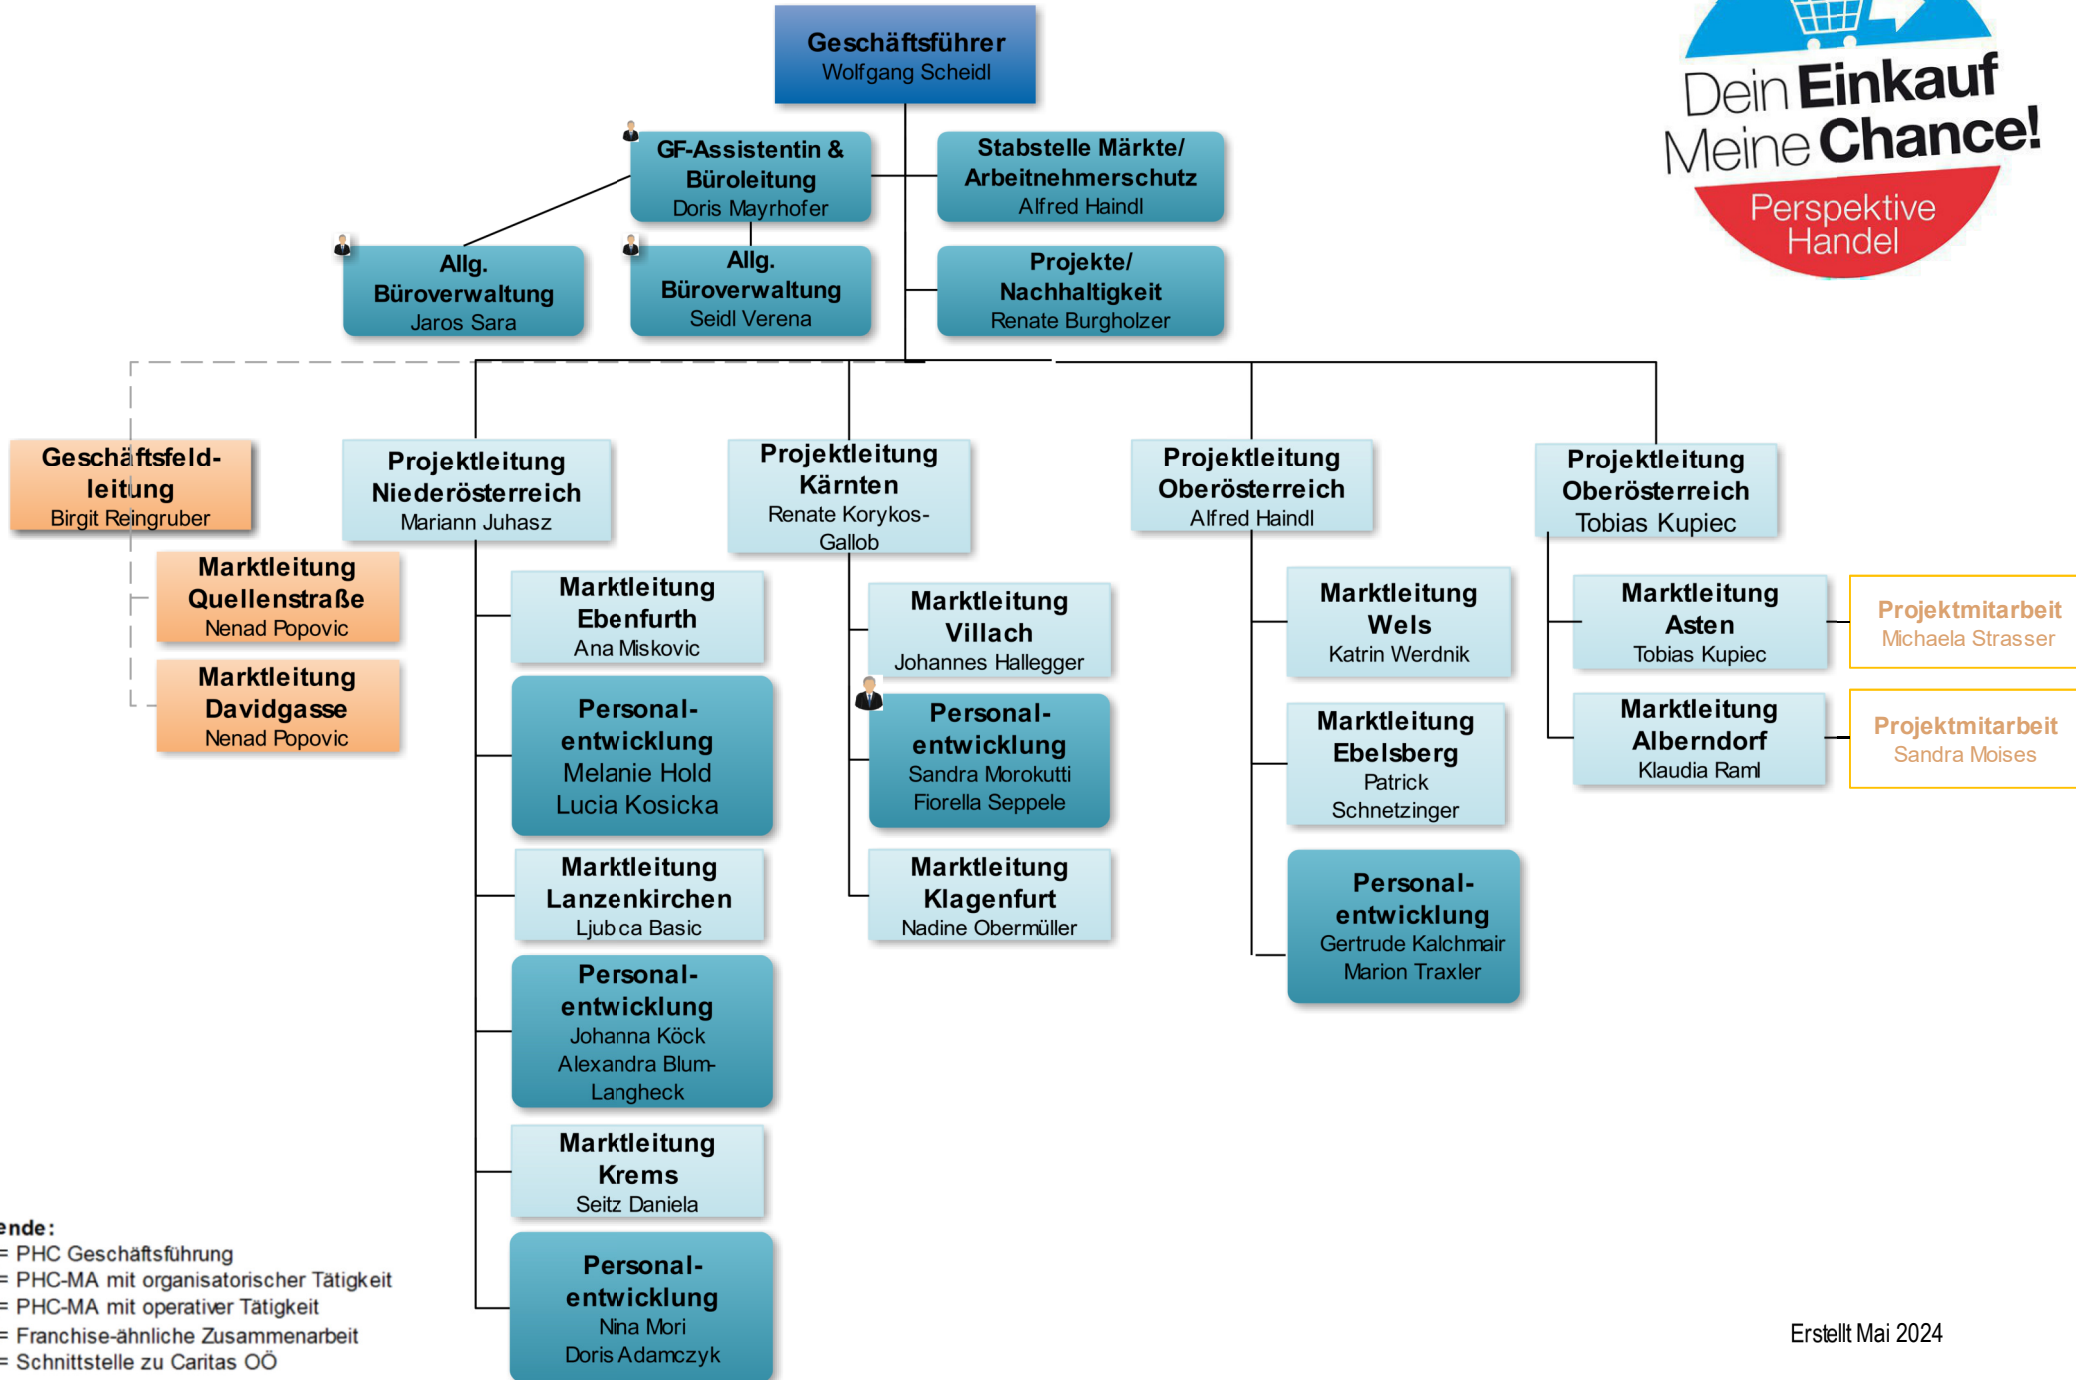 Geschäftsführer
Wolfgang Scheidl
Dein Einkauf
Meine Chance!
Perspektive
Handel
GF-Assistentin &
Büroleitung
Doris Mayrhofer
Stabstelle Märkte/
Arbeitnehmerschutz
Alfred Haindl
Allg.
Büroverwaltung
Jaros Sara
Allg.
Büroverwaltung
Seidl Verena
Projekte/
Nachhaltigkeit
Renate Burgholzer
Geschäftsfeld-
leitung
Birgit Reingruber
Marktleitung
Quellenstraße
Nenad Popovic
Marktleitung
Davidgasse
Nenad Popovic
Projektleitung
Niederösterreich
Mariann Juhasz
Marktleitung
Ebenfurth
Ana Miskovic
Personal-
entwicklung
Melanie Hold
Lucia Kosicka
Marktleitung
Lanzenkirchen
Ljubca Basic
Personal-
entwicklung
Johanna Köck
Alexandra Blum-
Langheck
Marktleitung
Krems
Seitz Daniela
Personal-
entwicklung
Nina Mori
Doris Adamczyk
Projektleitung
Kärnten
Renate Korykos-
Gallob
Marktleitung
Villach
Johannes Hallegger
Personal-
entwicklung
Sandra Morokutti
Fiorella Seppele
Marktleitung
Klagenfurt
Nadine Obermüller
Projektleitung
Oberösterreich
Alfred Haindl
Marktleitung
Wels
Katrin Werdnik
Marktleitung
Ebelsberg
Patrick
Schnetzinger
Personal-
entwicklung
Gertrude Kalchmair
Marion Traxler
Projektleitung
Oberösterreich
Tobias Kupiec
Marktleitung
Asten
Tobias Kupiec
Projektmitarbeit
Michaela Strasser
Marktleitung
Alberndorf
Klaudia Raml
Projektmitarbeit
Sandra Moises
ende:
= PHC Geschäftsführung
= PHC-MA mit organisatorischer Tätigkeit
= PHC-MA mit operativer Tätigkeit
= Franchise-ähnliche Zusammenarbeit
= Schnittstelle zu Caritas OÖ
Erstellt Mai 2024